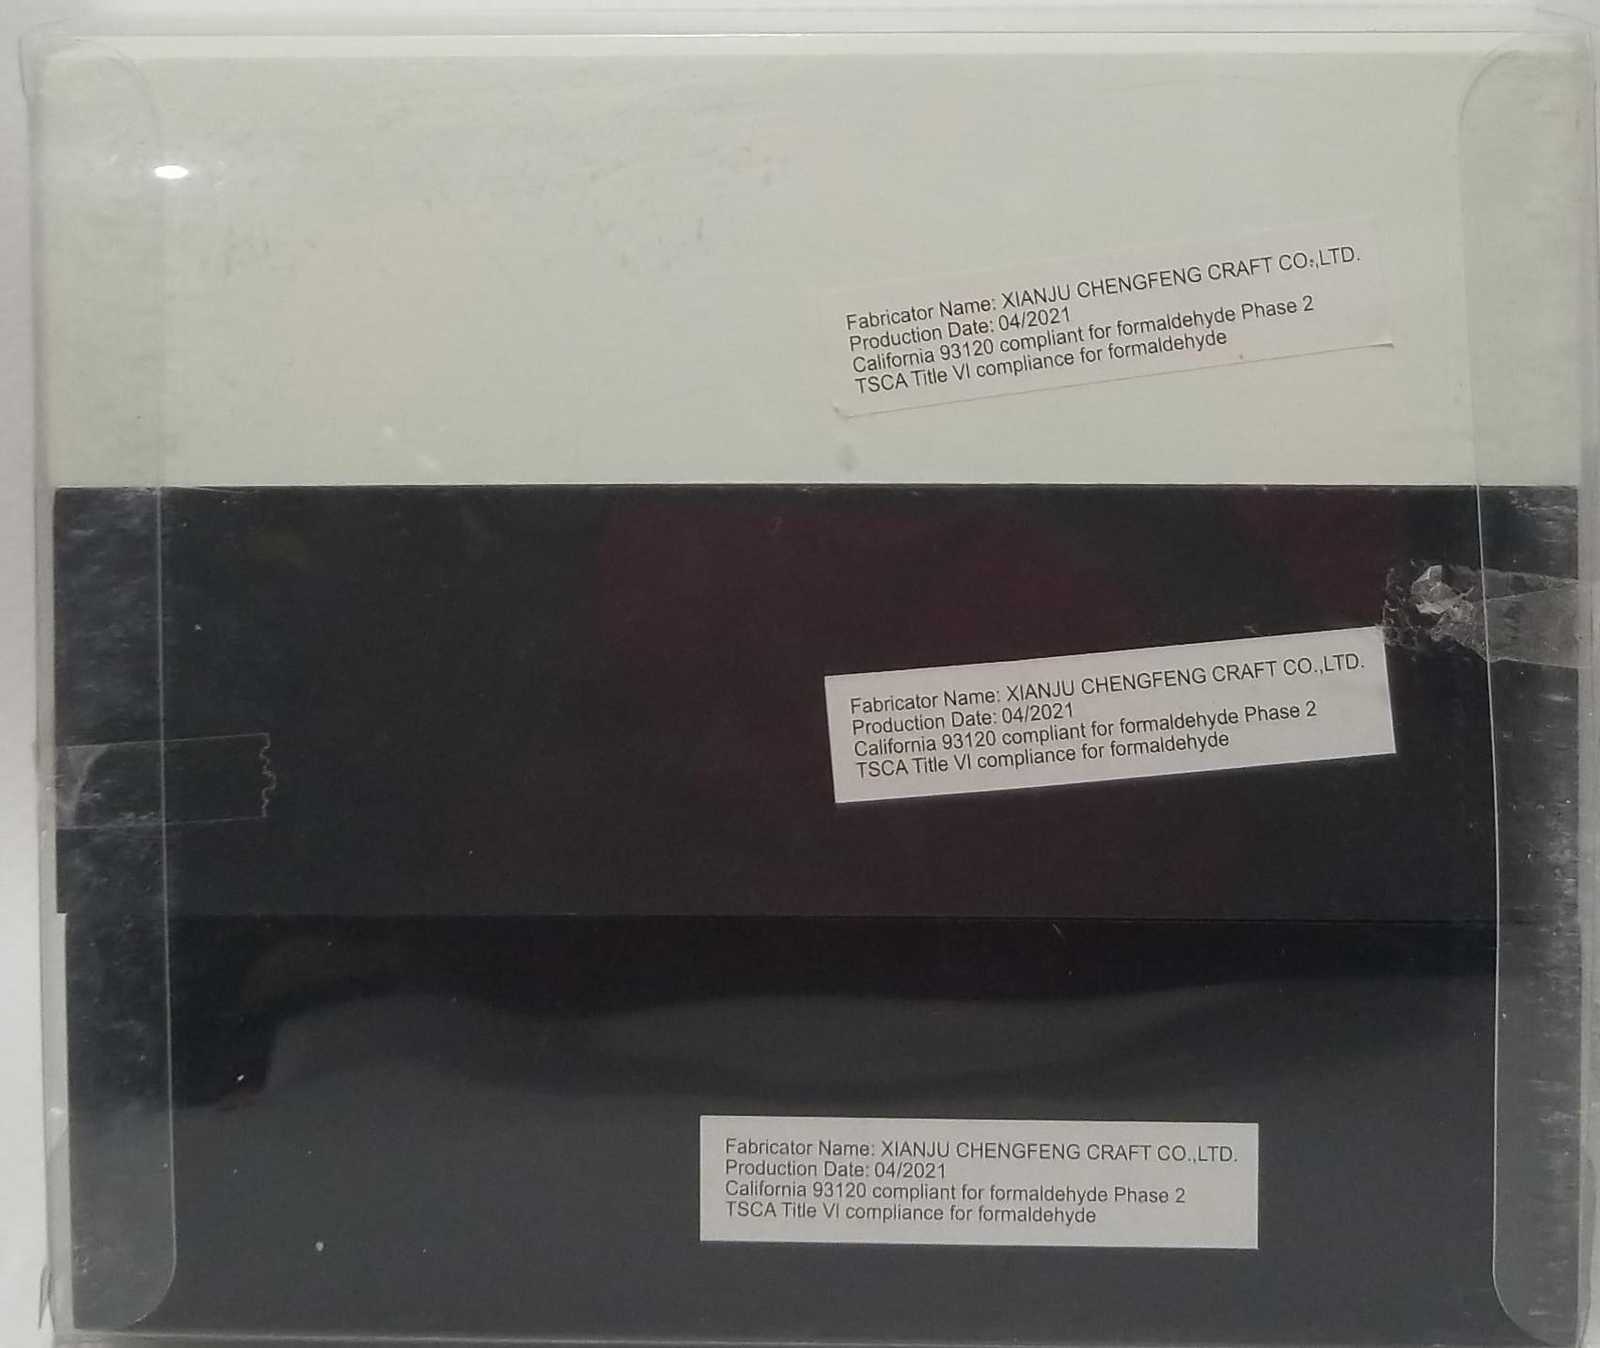 Fabricator Name: XIANJU CHENGFENG CRAFT CO.,LTD.
Production Date: 04/2021
California 93120 compliant for formaldehyde Phase 2
TSCA Title VI compliance for formaldehyde
Fabricator Name: XIANJU CHENGFENG CRAFT CO.,LTD.
Production Date: 04/2021
California 93120 compliant for formaldehyde Phase 2
TSCA Title VI compliance for formaldehyde
Fabricator Name: XIANJU CHENGFENG CRAFT CO.,LTD.
Production Date: 04/2021
California 93120 compliant for formaldehyde Phase 2
TSCA Title VI compliance for formaldehyde